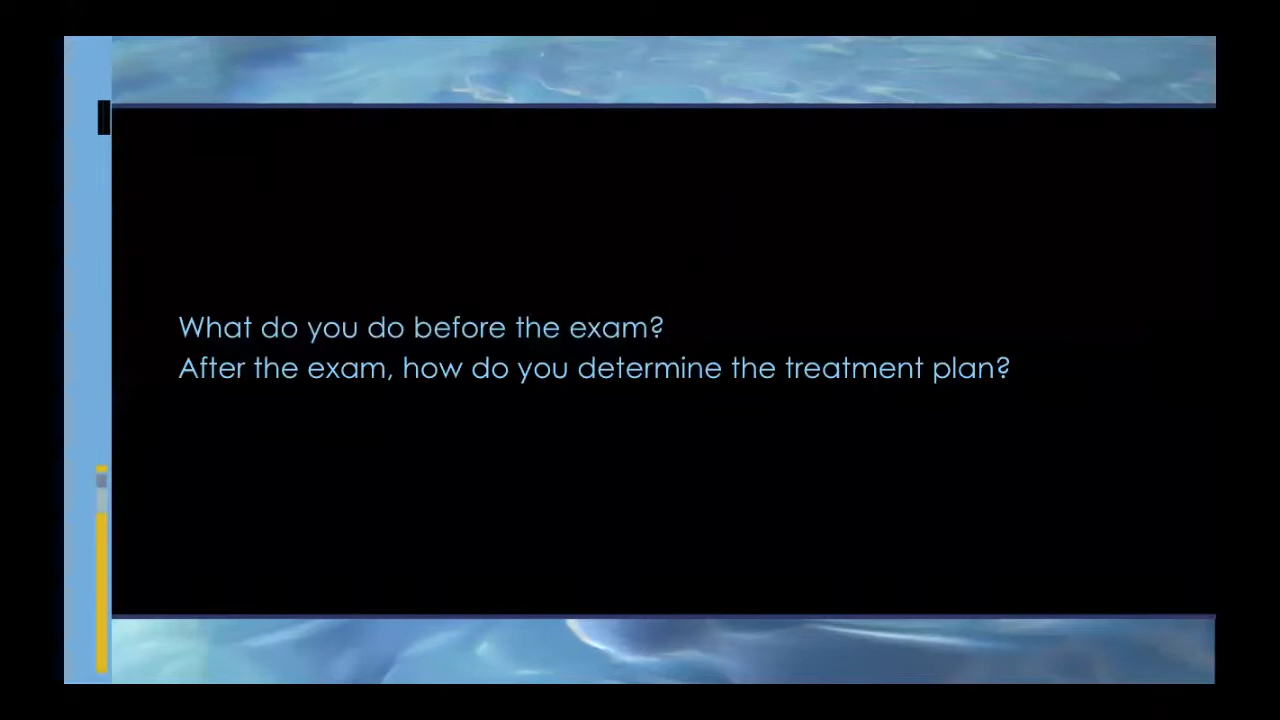 What do you do before the exam?
After the exam, how do you determine the treatment plan?